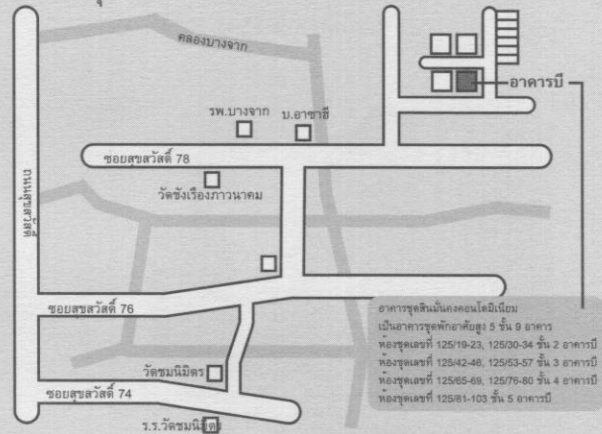 คลองบางจาก
อาคารบี
รพ.บางจาก
บ.อาซาฮี
ซอยสุขสวัสดิ์ 78
ถนนสุขสวัสดิ์
วัดชังเรืองภาวนาคม
ซอยสุขสวัสดิ์ 76
อาคารชุดสินมั่นคงคอนโดมิเนียม
เป็นอาคารชุดพักอาศัยสูง 5 ชั้น 9 อาคาร
ห้องชุดเลขที่ 125/19-23, 125/30-34 ชั้น 2 อาคารบี
ห้องชุดเลขที่ 125/42-46, 125/53-57 ชั้น 3 อาคารบี
ห้องชุดเลขที่ 125/65-69, 125/76-80 ชั้น 4 อาคารบี
ห้องชุดเลขที่ 125/81-103 ชั้น 5 อาคารบี
วัดชมนิมิตร
ซอยสุขสวัสดิ์ 74
ร.ร.วัดชมนิมิตร